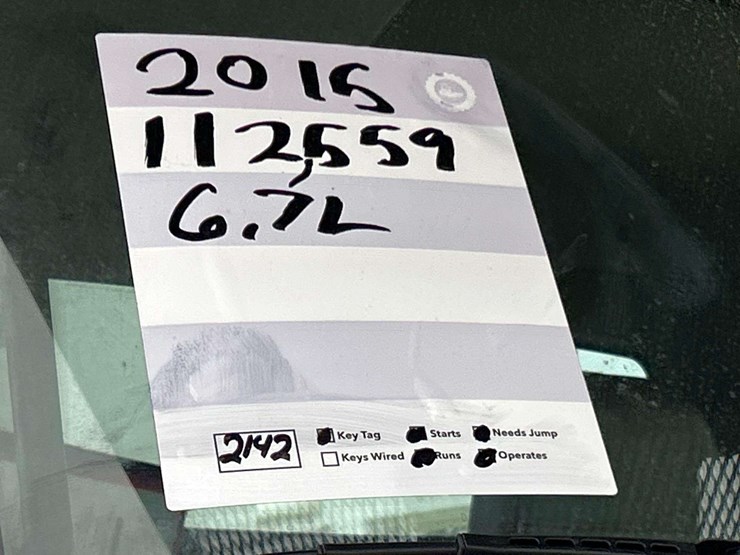 2015
112,559
6.7L
2142
Key Tag
Starts
Needs Jump
Keys Wired
Runs
Operates